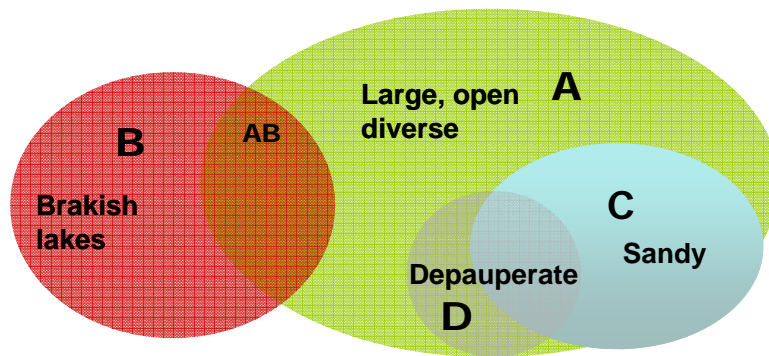 A
Large, open
diverse
AB
B
Brakish
lakes
C
Sandy
Depauperate
D